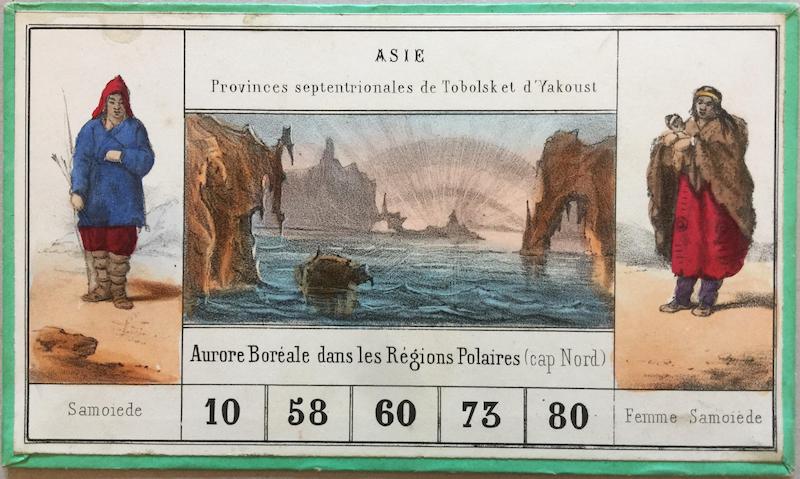 ASIE
Provinces septentrionales de Tobolsk et d'Yakoust
Aurore Boréale dans les Régions Polaires (cap Nord)
Samoiede
10 58 60 73 80
Femme Samoiède